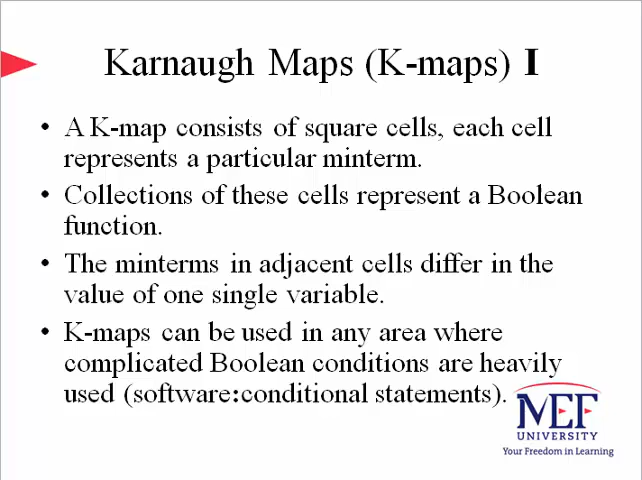 Karnaugh Maps (K-maps) I
• A K-map consists of square cells, each cell
represents a particular minterm.
• Collections of these cells represent a Boolean
function.
• The minterms in adjacent cells differ in the
value of one single variable.
• K-maps can be used in any area where
complicated Boolean conditions are heavily
used (software:conditional statements).
MEF
UNIVERSITY
Your Freedom in Learning